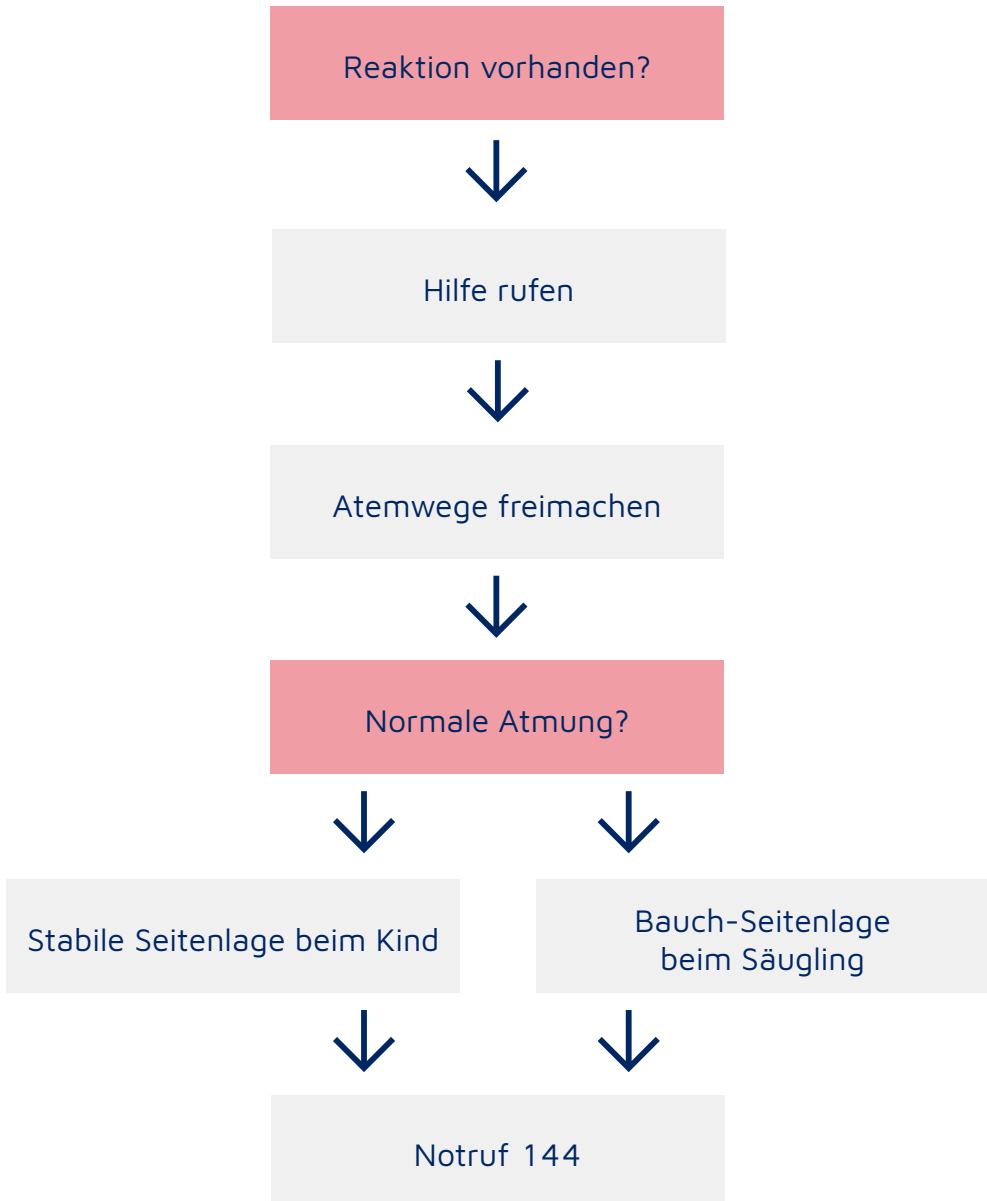 Reaktion vorhanden?
Hilfe rufen
Atemwege freimachen
Normale Atmung?
Stabile Seitenlage beim Kind
Bauch-Seitenlage
beim Säugling
Notruf 144